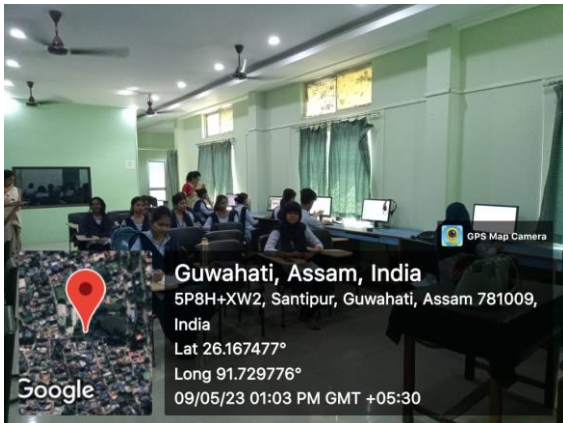 GPS Map Camera
Guwahati, Assam, India
5P8H+XW2, Santipur, Guwahati, Assam 781009,
India
Lat 26.167477°
Long 91.729776°
09/05/23 01:03 PM GMT +05:30
Google